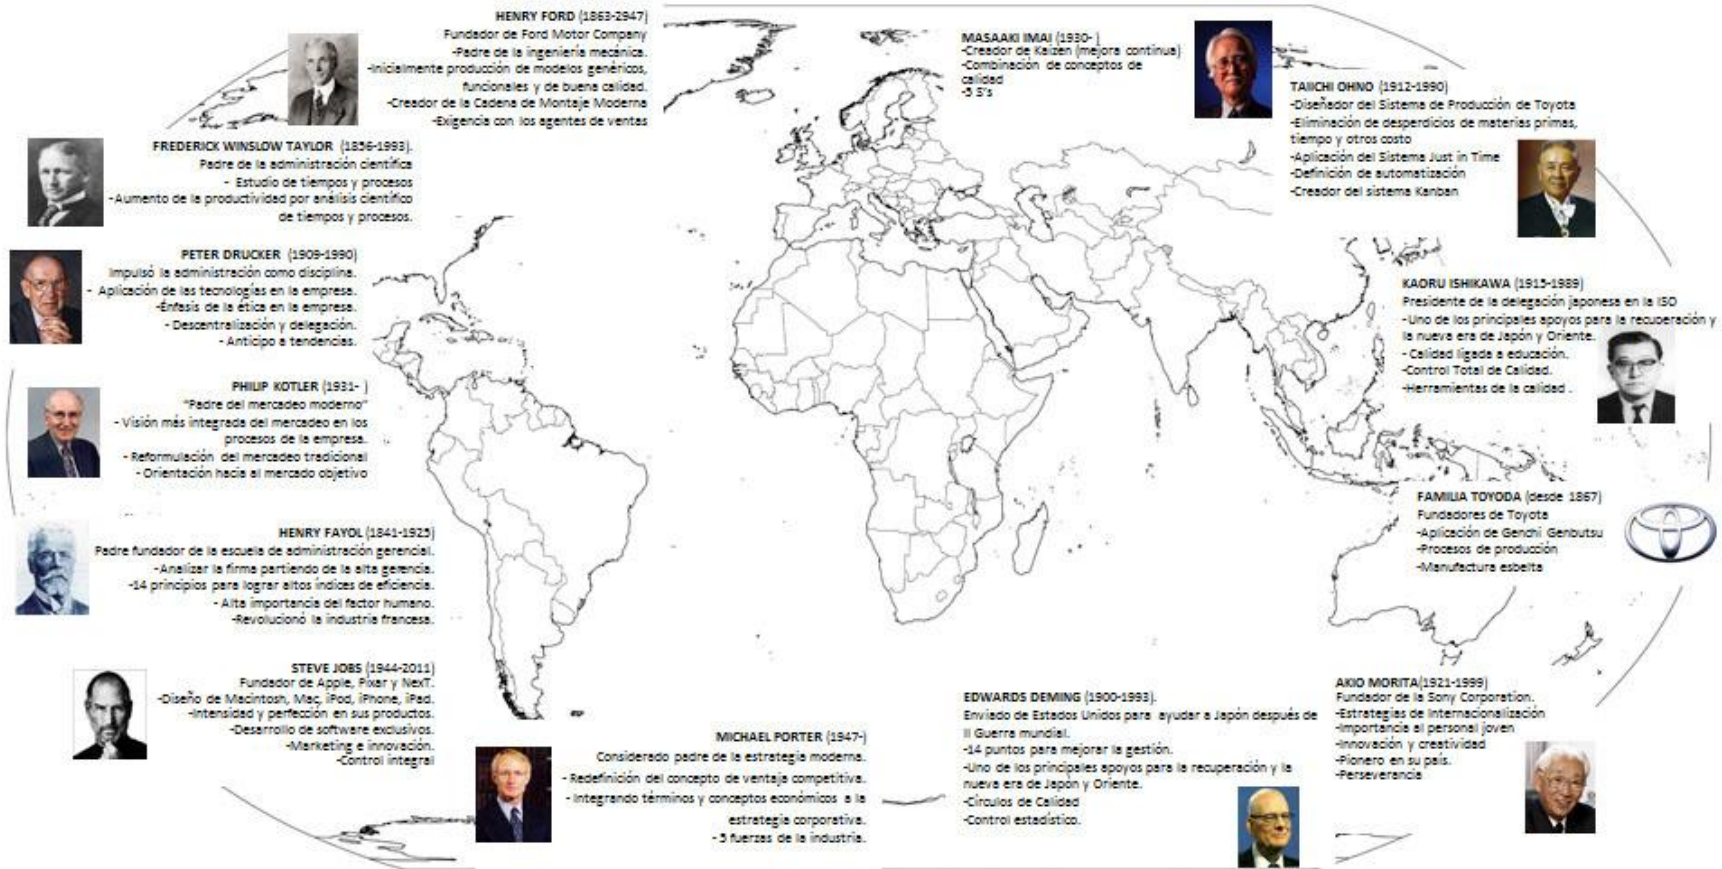 HENRY FORD (1863-2947)
Fundador de Ford Motor Company
-Padre de la ingeniería mecánica.
-Inicialmente producción de modelos genéricos,
funcionales y de buena calidad.
-Creador de la Cadena de Montaje Moderna
-Exigencia con los agentes de ventas
FREDERICK WINSLOW TAYLOR (1856-1993).
Padre de la administración científica
- Estudio de tiempos y procesos
-Aumento de la productividad por análisis científico
de tiempos y procesos.
PETER DRUCKER (1909-1990)
Impulsó la administración como disciplina.
- Aplicación de las tecnologías en la empresa.
-Énfasis de la ética en la empresa.
- Descentralización y delegación.
- Anticipo a tendencias.
PHILIP KOTLER (1931- )
"Padre del mercadeo moderno"
- Visión más integrada del mercadeo en los
procesos de la empresa.
- Reformulación del mercadeo tradicional
- Orientación hacia al mercado objetivo
HENRY FAYOL (1841-1925)
Padre fundador de la escuela de administración gerencial.
-Analizar la firma partiendo de la alta gerencia.
-14 principios para lograr altos índices de eficiencia.
- Alta importancia del factor humano.
-Revolucionó la industria francesa.
STEVE JOBS (1944-2011)
Fundador de Apple, Pixar y NexT.
-Diseño de Macintosh, Mac, iPod, iPhone, iPad.
-Intensidad y perfección en sus productos.
-Desarrollo de software exclusivos.
-Marketing e innovación.
-Control integral
MICHAEL PORTER (1947-)
Considerado padre de la estrategia moderna.
- Redefinición del concepto de ventaja competitiva.
- Integrando términos y conceptos económicos a la
estrategia corporativa.
- 5 fuerzas de la industria.
MASAAKI IMAI (1930- )
-Creador de Kaizen (mejora continua)
-Combinación de conceptos de
calidad
-5 S's
TAIICHI OHNO (1912-1990)
-Diseñador del Sistema de Producción de Toyota
-Eliminación de desperdicios de materias primas,
tiempo y otros costo
-Aplicación del Sistema Just in Time
-Definición de automatización
-Creador del sistema Kanban
KAORU ISHIKAWA (1915-1989)
Presidente de la delegación japonesa en la ISO
-Uno de los principales apoyos para la recuperación y
la nueva era de Japón y Oriente.
- Calidad ligada a educación.
-Control Total de Calidad.
-Herramientas de la calidad .
FAMILIA TOYODA (desde 1867)
Fundadores de Toyota
-Aplicación de Genchi Genbutsu
-Procesos de producción
-Manufactura esbelta
AKIO MORITA(1921-1999)
Fundador de la Sony Corporation.
-Estrategias de Internacionalización
-Importancia al personal joven
-Innovación y creatividad
-Pionero en su país.
-Perseverancia
EDWARDS DEMING (1900-1993).
Enviado de Estados Unidos para ayudar a Japón después de
II Guerra mundial.
-14 puntos para mejorar la gestión.
-Uno de los principales apoyos para la recuperación y la
nueva era de Japón y Oriente.
-Círculos de Calidad
-Control estadístico.